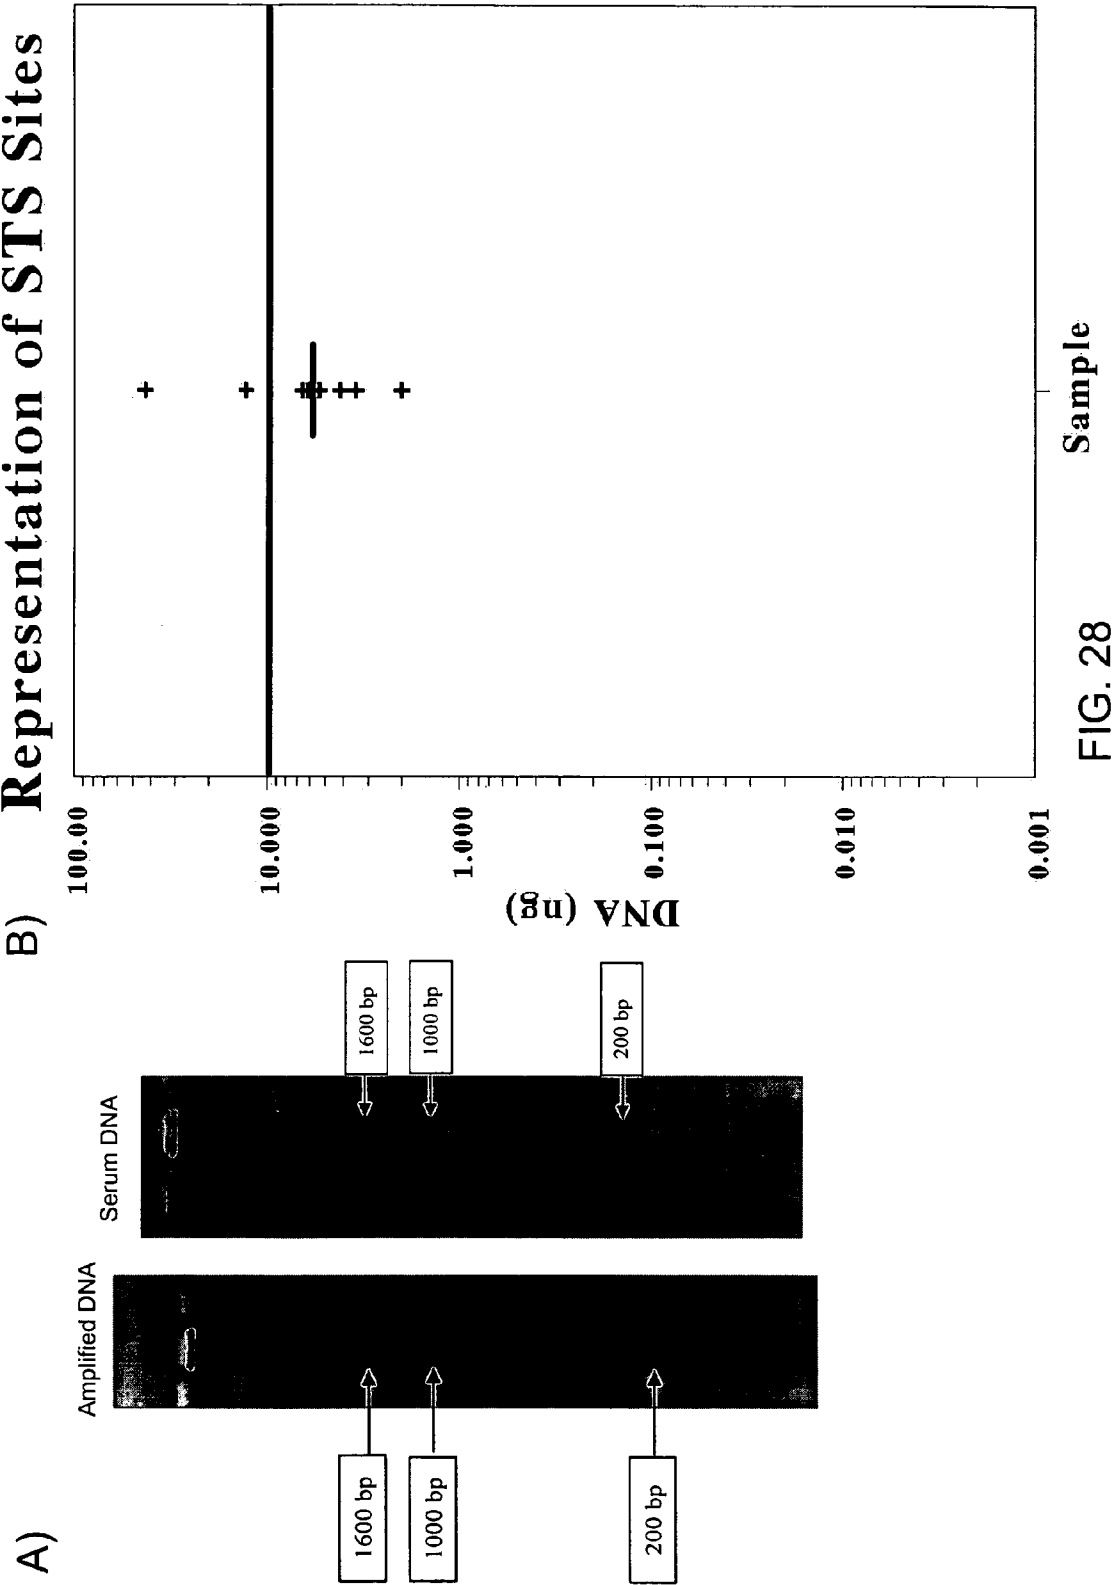 A)
Amplified DNA
1600 bp
1000 bp
200 bp
Serum DNA
1600 bp
1000 bp
200 bp
B)
Representation of STS Sites
DNA (ng)
100.00
10.000
1.000
0.100
0.010
0.001
Sample
FIG. 28